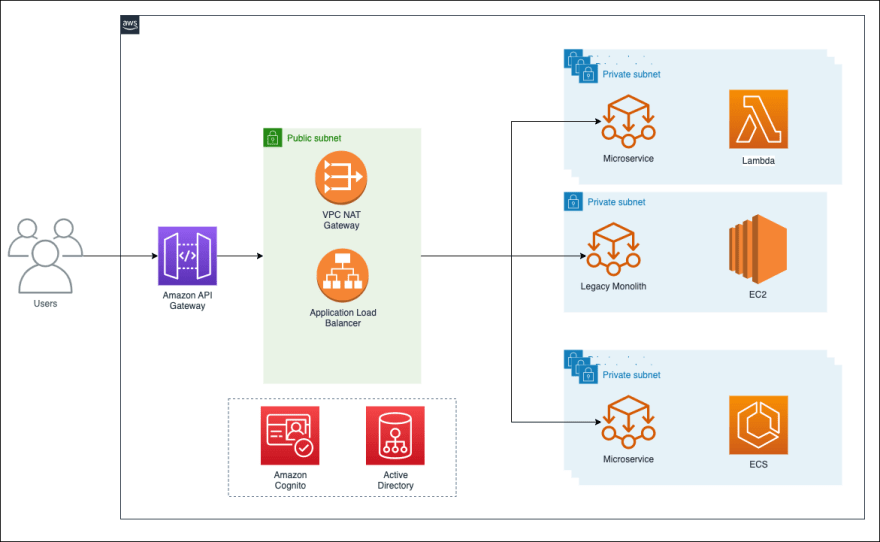 aws
Private subnet
Microservice
Lambda
Public subnet
VPC NAT
Gateway
Application Load
Balancer
Users
Amazon API
Gateway
Private subnet
Legacy Monolith
EC2
Private subnet
Microservice
ECS
Amazon
Cognito
Active
Directory